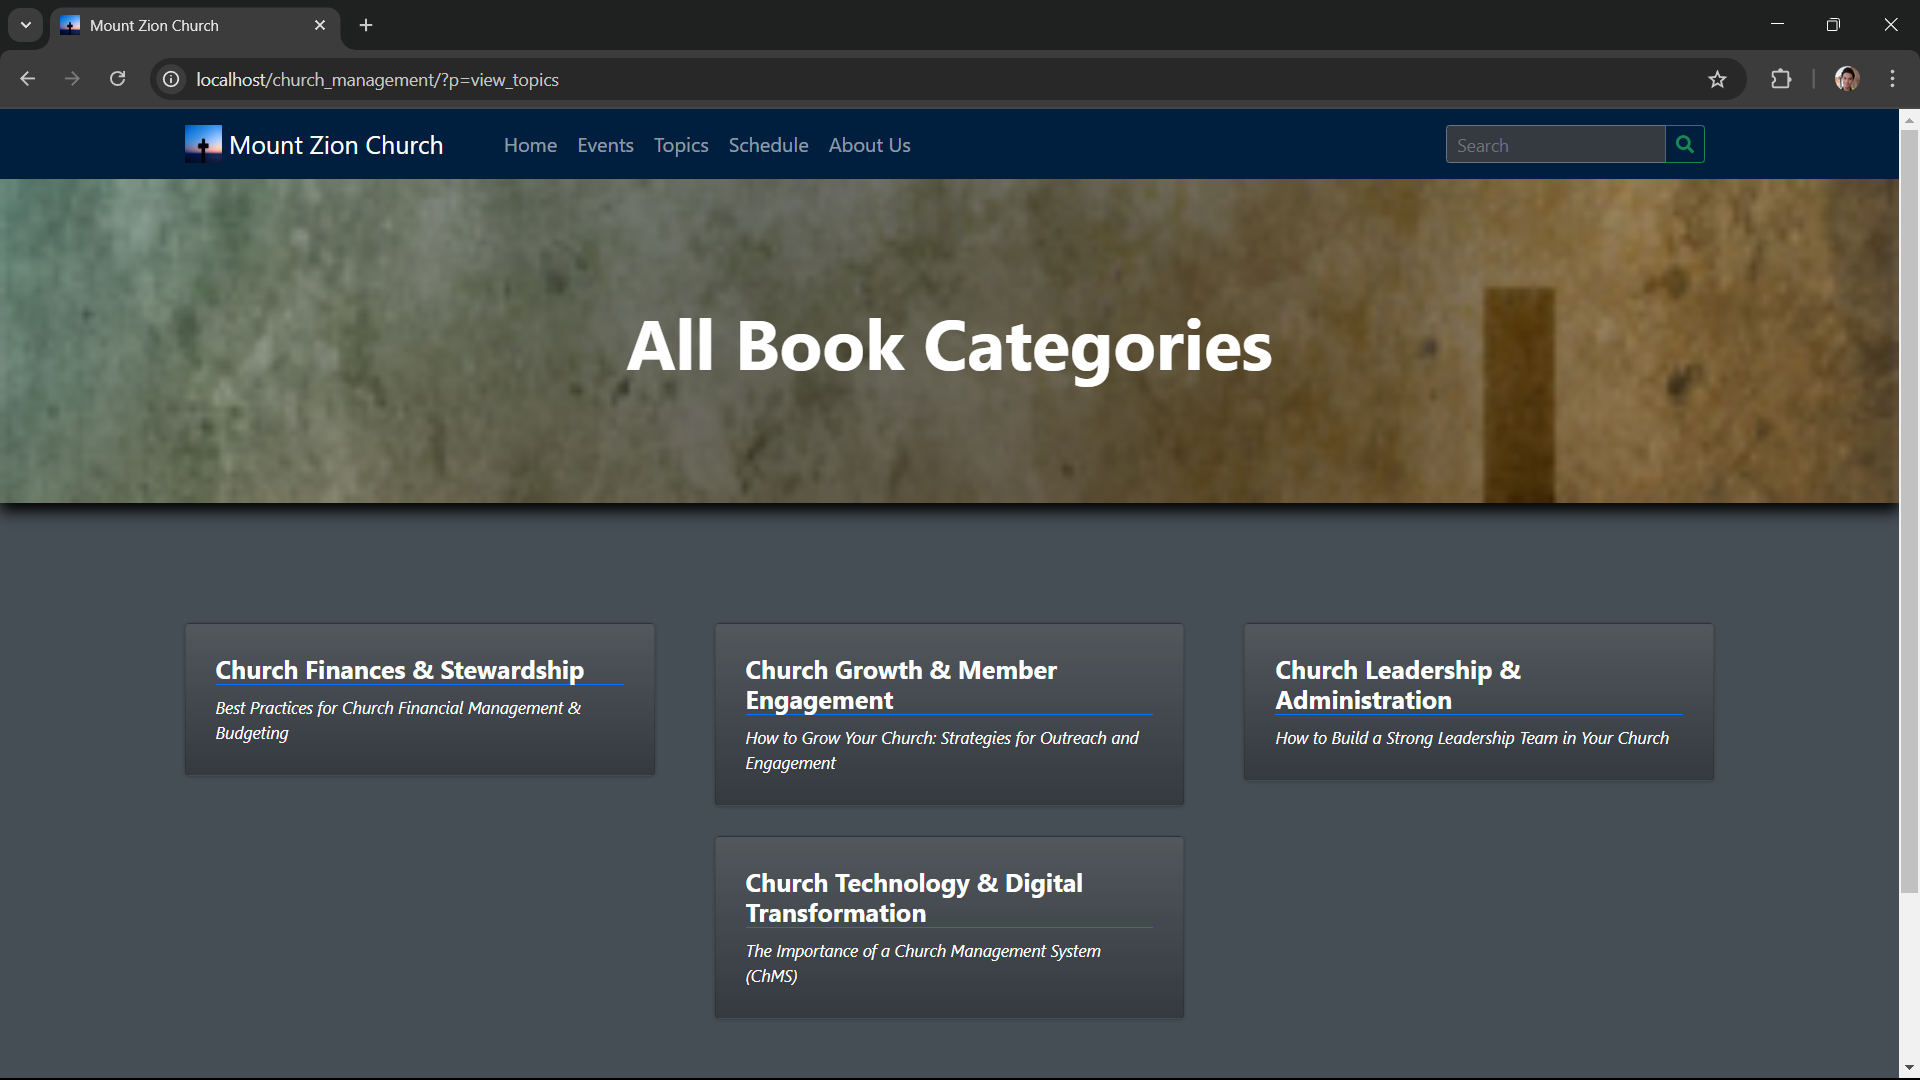 Mount Zion Church
localhost/church_management/?p=view_topics
Mount Zion Church
Home
Events
Topics
Schedule
About Us
Search
All Book Categories
Church Finances & Stewardship
Best Practices for Church Financial Management &
Budgeting
Church Growth & Member
Engagement
How to Grow Your Church: Strategies for Outreach and
Engagement
Church Leadership &
Administration
How to Build a Strong Leadership Team in Your Church
Church Technology & Digital
Transformation
The Importance of a Church Management System
(ChMS)